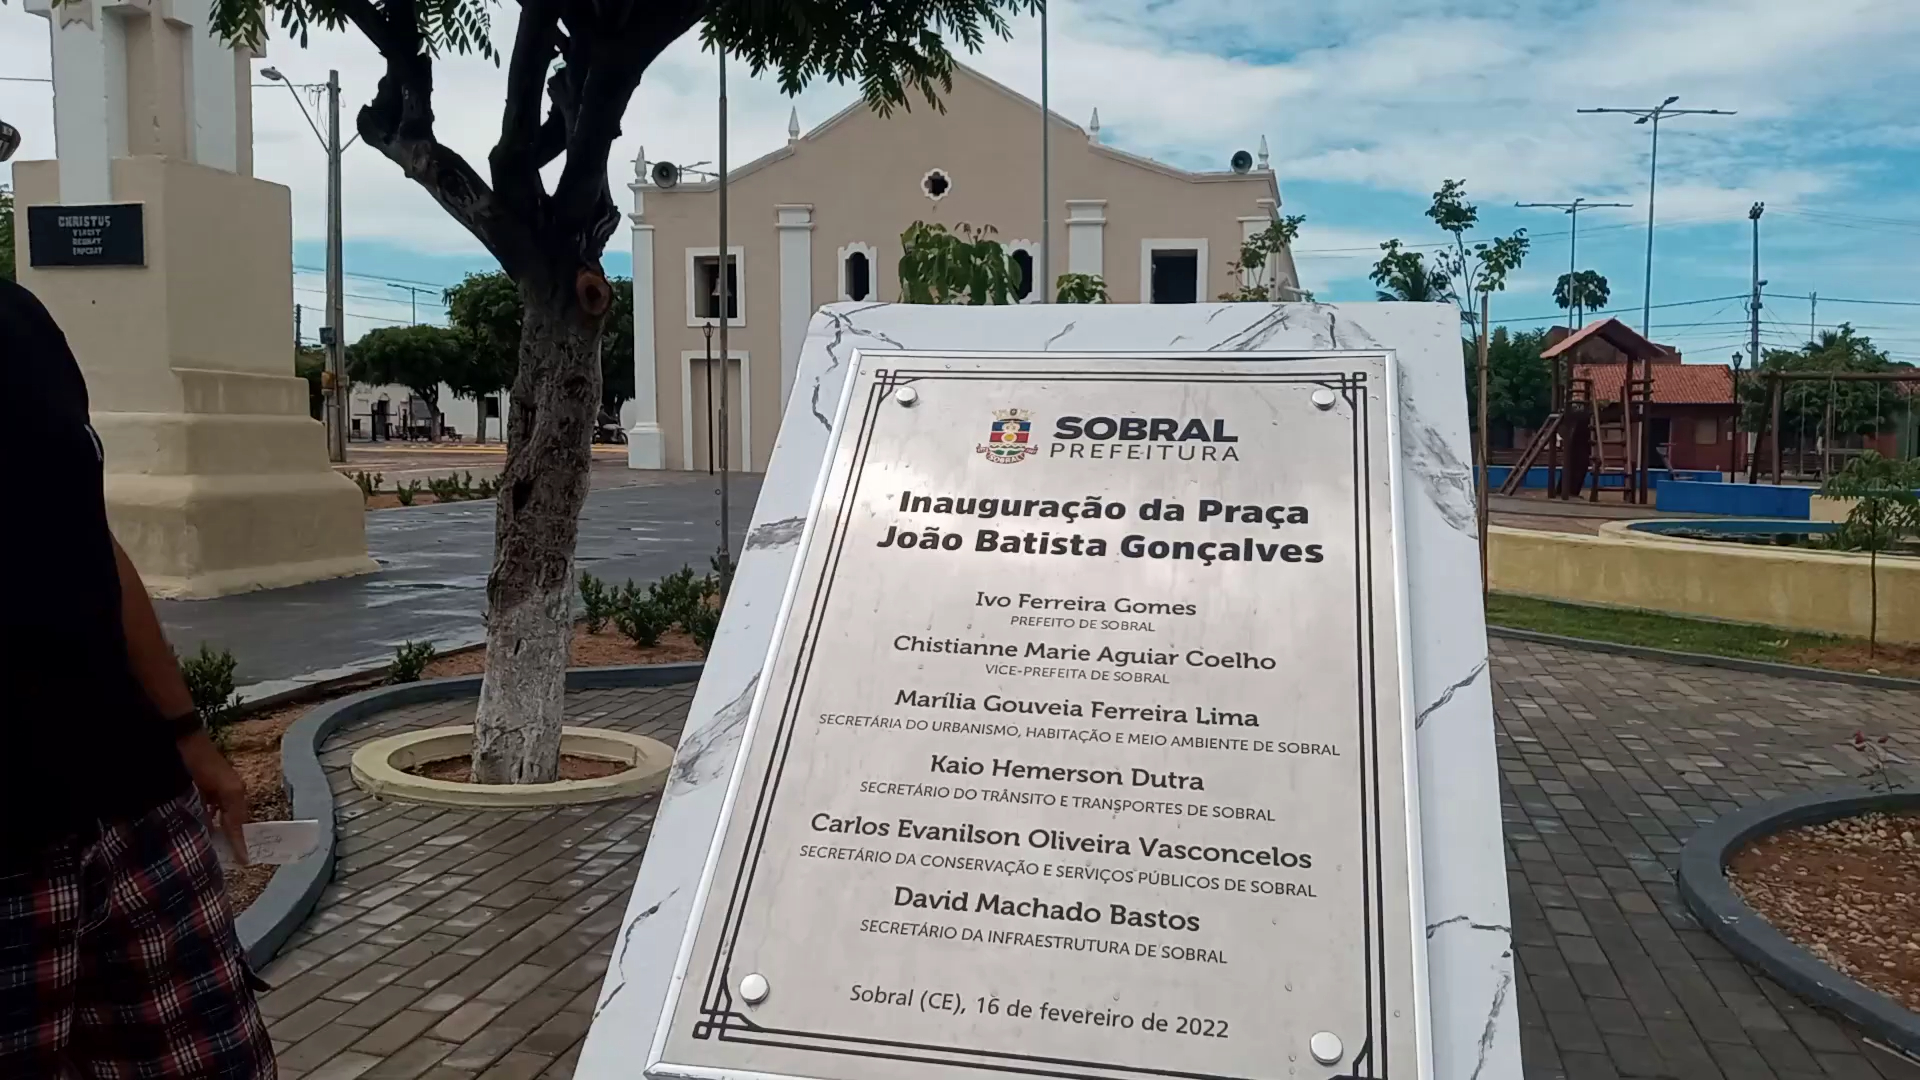 CHRISTUS
VINCIT
REGNAT
IMPERAT
SOBRAL
PREFEITURA
Inauguração da Praça
João Batista Gonçalves
Ivo Ferreira Gomes
PREFEITO DE SOBRAL
Chistianne Marie Aguiar Coelho
VICE-PREFEITA DE SOBRAL
Marília Gouveia Ferreira Lima
SECRETÁRIA DO URBANISMO, HABITAÇÃO E MEIO AMBIENTE DE SOBRAL
Kaio Hemerson Dutra
SECRETÁRIO DO TRÂNSITO E TRANSPORTES DE SOBRAL
Carlos Evanilson Oliveira Vasconcelos
SECRETÁRIO DA CONSERVAÇÃO E SERVIÇOS PÚBLICOS DE SOBRAL
David Machado Bastos
SECRETÁRIO DA INFRAESTRUTURA DE SOBRAL
Sobral (CE), 16 de fevereiro de 2022